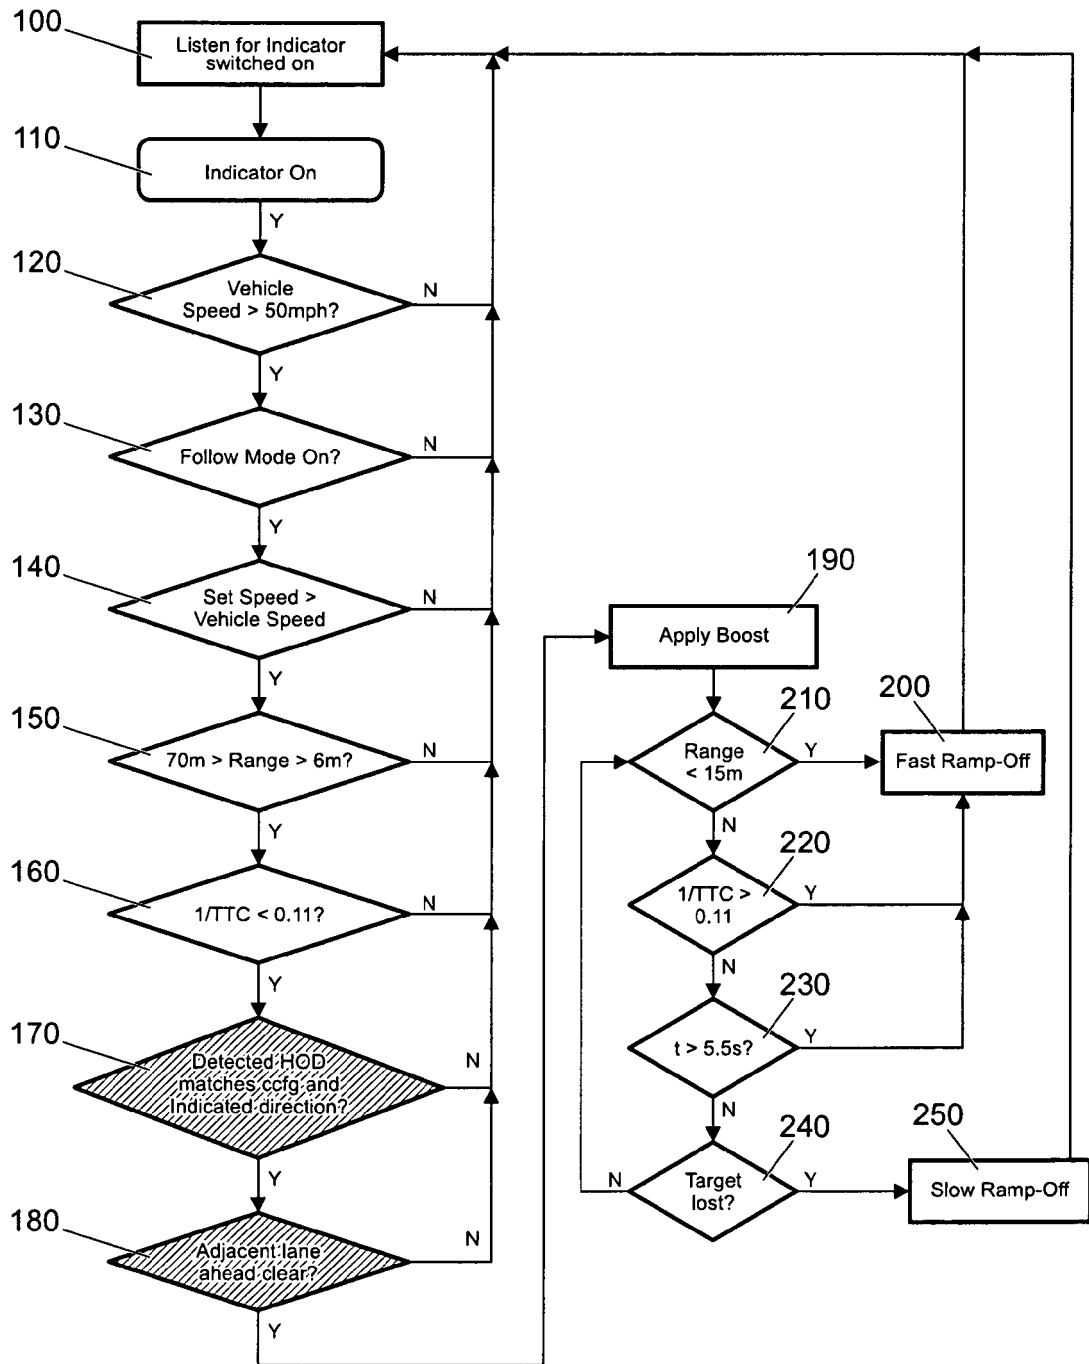 100
Listen for Indicator
switched on
110
Indicator On
Y
120
Vehicle
Speed > 50mph?
N
Y
130
Follow Mode On?
N
Y
140
Set Speed >
Vehicle Speed
N
Y
150
70m > Range > 6m?
N
Y
160
1/TTC < 0.11?
N
Y
170
Detected HOD
matches ccfg and
Indicated direction?
N
Y
180
Adjacent lane
ahead clear?
N
Y
190
Apply Boost
210
Range
< 15m
Y
200
Fast Ramp-Off
N
220
1/TTC >
0.11
Y
N
230
t > 5.5s?
Y
N
240
Target
lost?
N
Y
250
Slow Ramp-Off